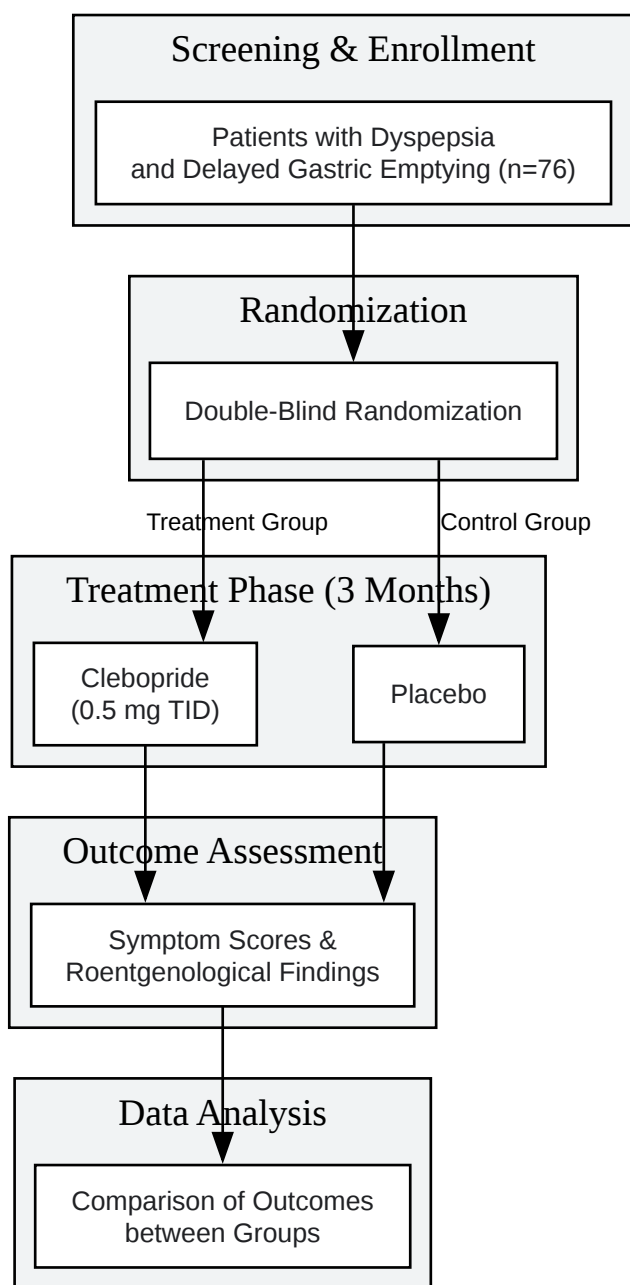 Screening & Enrollment
Patients with Dyspepsia
and Delayed Gastric Emptying (n=76)
Randomization
Double-Blind Randomization
Treatment Group
Control Group
Treatment Phase (3 Months)
Clebopride
(0.5 mg TID)
Placebo
Outcome Assessment
Symptom Scores &
Roentgenological Findings
Data Analysis
Comparison of Outcomes
between Groups